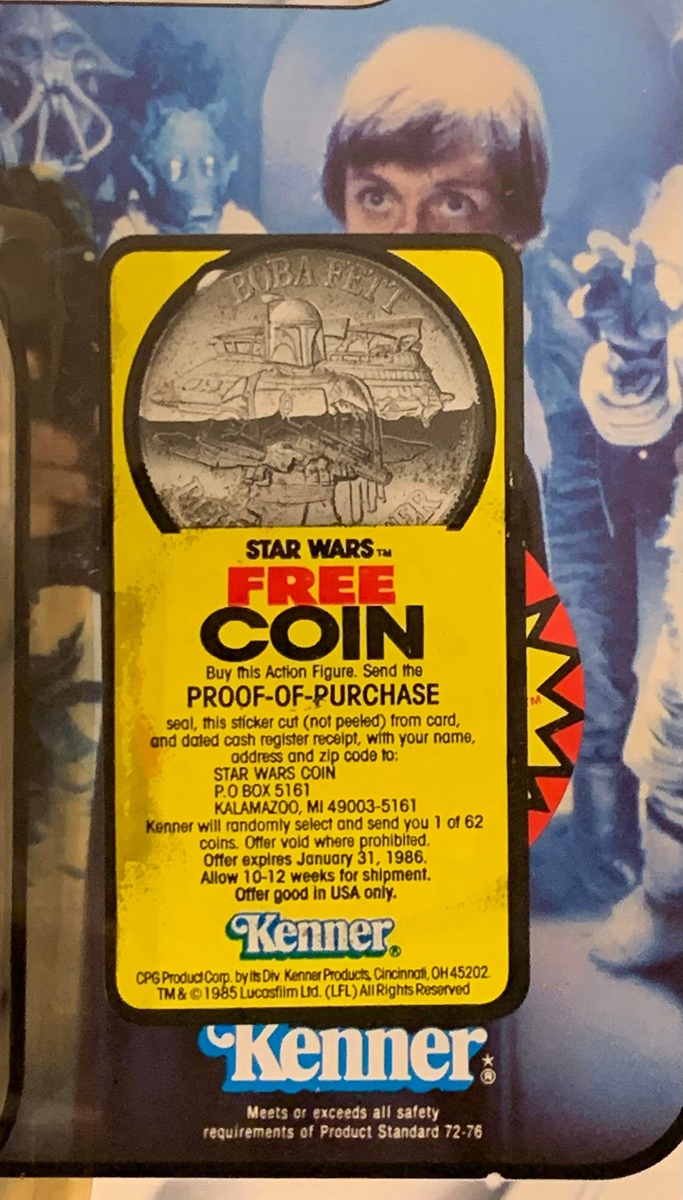 BOBA FETT
STAR WARS™
FREE
COIN
Buy this Action Figure. Send the
PROOF-OF-PURCHASE
seal, this sticker cut (not peeled) from card,
and dated cash register receipt, with your name,
address and zip code to:
STAR WARS COIN
P.O BOX 5161
KALAMAZOO, MI 49003-5161
Kenner will randomly select and send you 1 of 62
coins. Offer void where prohibited.
Offer expires January 31, 1986.
Allow 10-12 weeks for shipment.
Offer good in USA only.
Kenner®
CPG Product Corp. by its Div. Kenner Products, Cincinnati, OH 45202.
TM & © 1985 Lucasfilm Ltd. (LFL) All Rights Reserved
TM
Kenner®
Meets or exceeds all safety
requirements of Product Standard 72-76